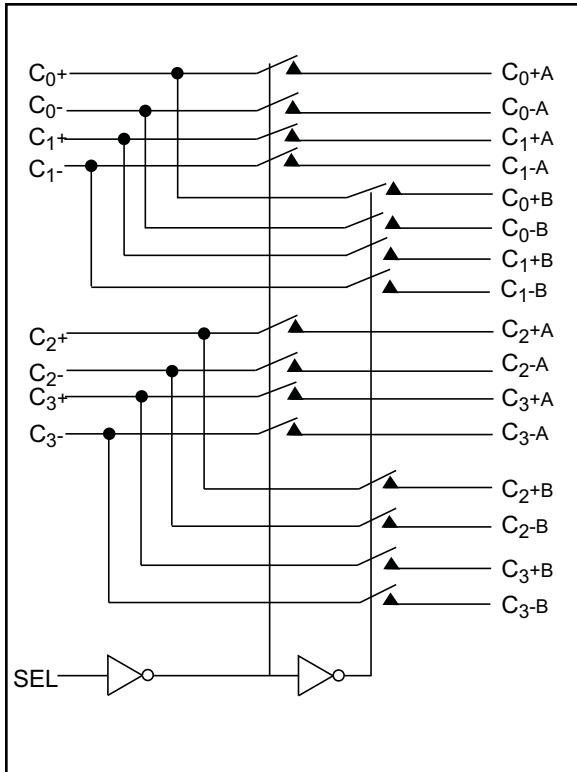 C0+ C0+A
C0- C0-A
C1+ C1+A
C1- C1-A
C0+B
C0-B
C1+B
C1-B
C2+ C2+A
C2- C2-A
C3+ C3+A
C3- C3-A
C2+B
C2-B
C3+B
C3-B
SEL